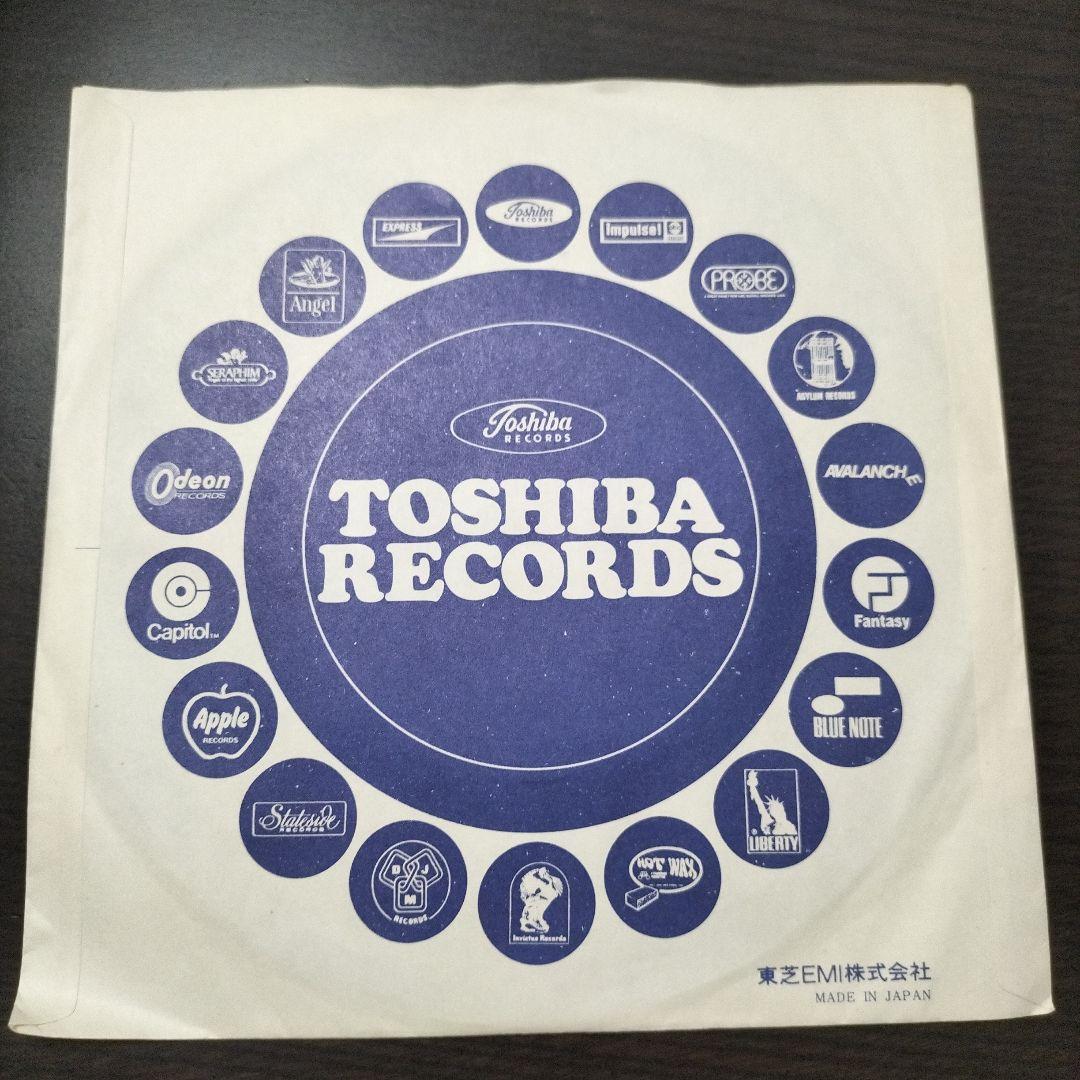 Toshiba
RECORDS
TOSHIBA
RECORDS
Toshiba
RECORDS
Impulse!
PROBE
ASYLUM RECORDS
AVALANCHE
Fantasy
BLUE NOTE
LIBERTY
HOT WAX
Invictus Records
DJM
RECORDS
Stateside
RECORDS
Apple
RECORDS
Capitol™
Odeon
RECORDS
SERAPHIM
Angel
EXPRESS
東芝EMI株式会社
MADE IN JAPAN